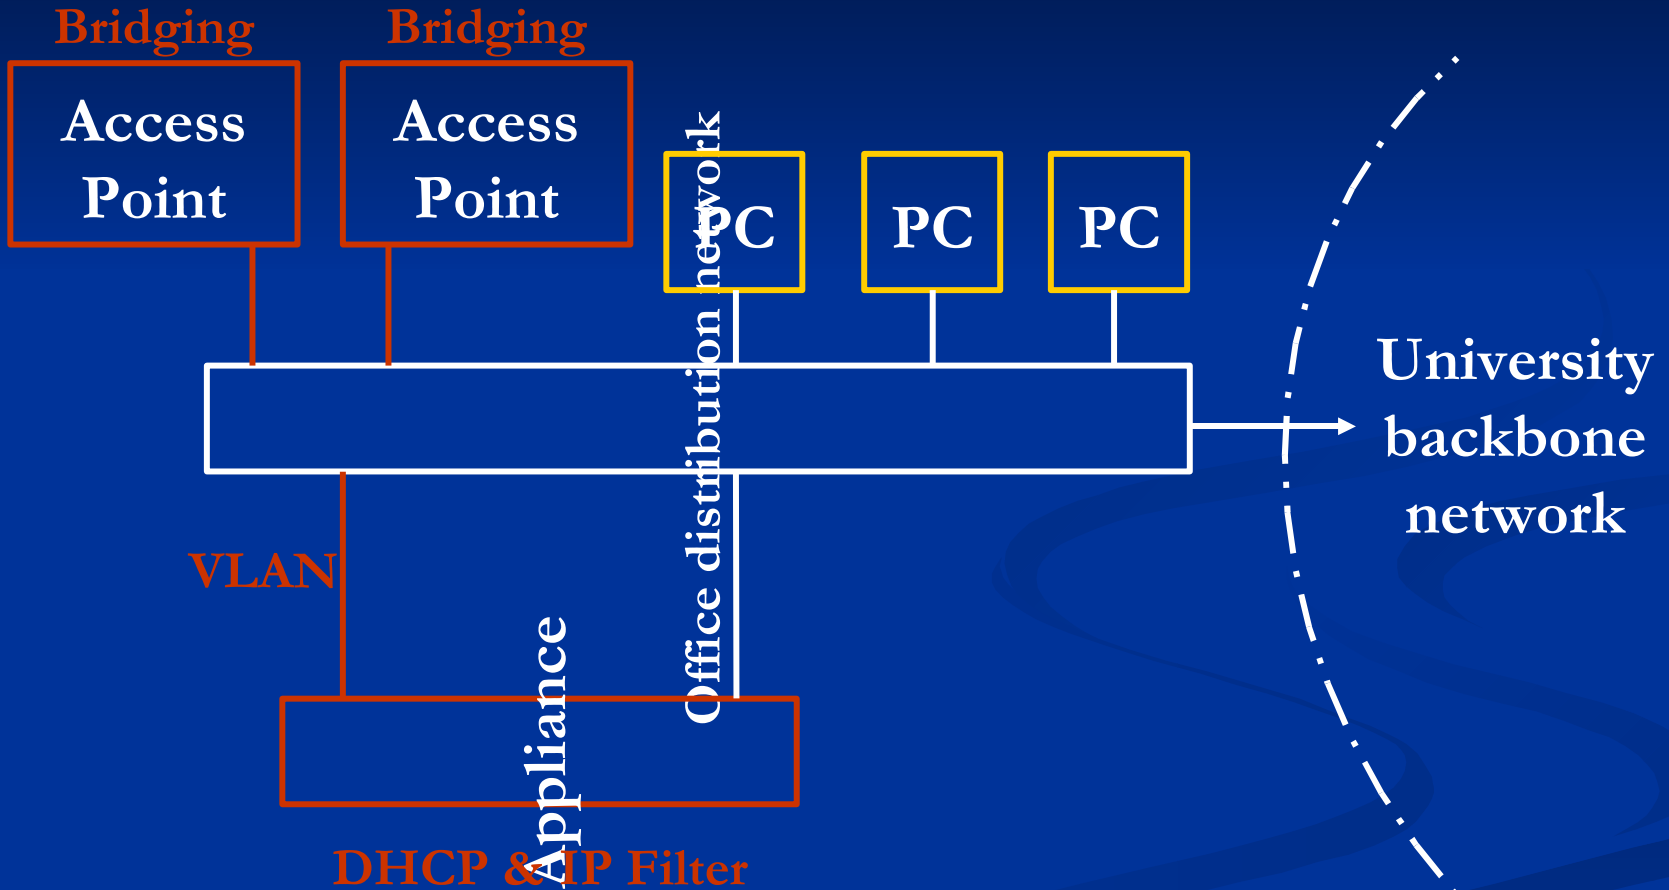 Bridging
Bridging
Access
Point
Access
Point
PC
PC
PC
Office distribution network
University
backbone
network
VLAN
Appliance
DHCP & IP Filter